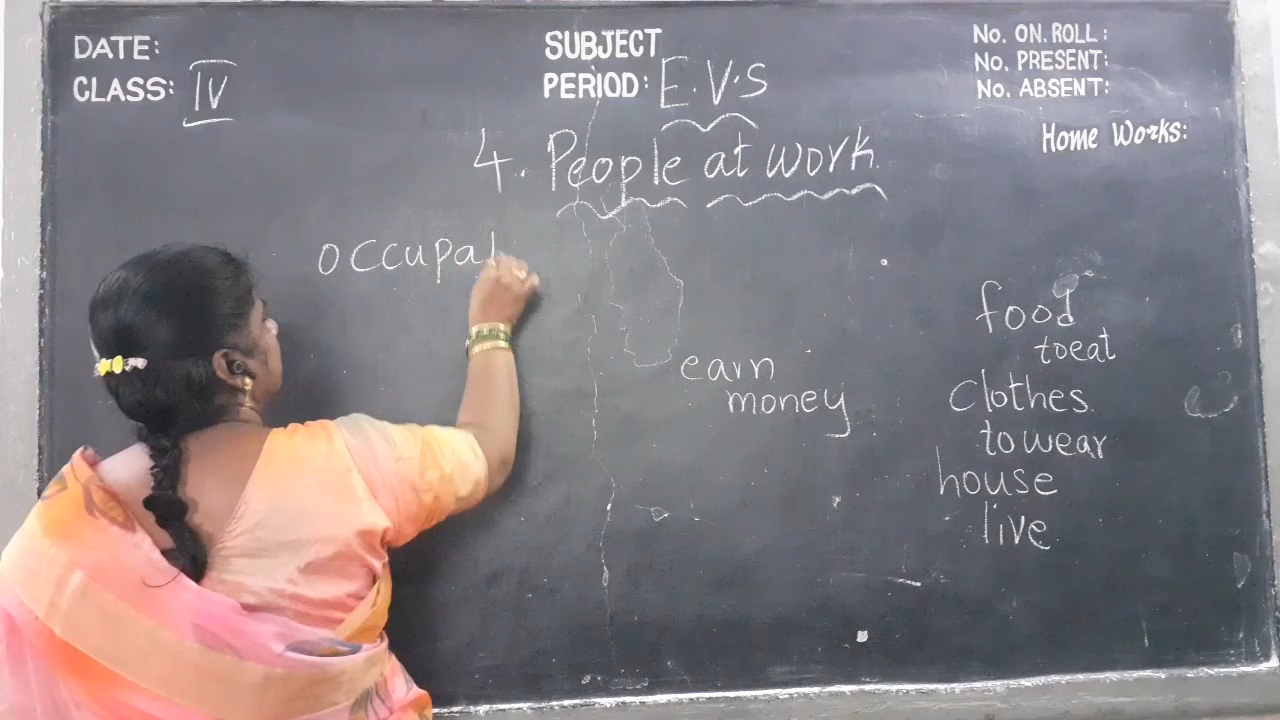 DATE:
CLASS: IV
SUBJECT
PERIOD: E.V.S
No. ON. ROLL:
No. PRESENT:
No. ABSENT:
Home Works:
4. People at work
occupat
earn
money
food
to eat
clothes
to wear
house
live